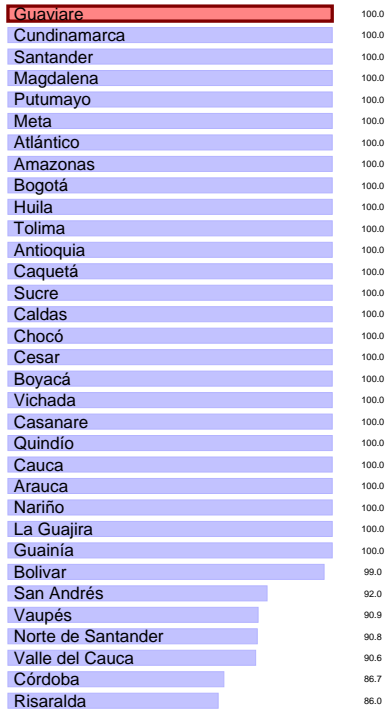 Guaviare 100.0
Cundinamarca 100.0
Santander 100.0
Magdalena 100.0
Putumayo 100.0
Meta 100.0
Atlántico 100.0
Amazonas 100.0
Bogotá 100.0
Huila 100.0
Tolima 100.0
Antioquia 100.0
Caquetá 100.0
Sucre 100.0
Caldas 100.0
Chocó 100.0
Cesar 100.0
Boyacá 100.0
Vichada 100.0
Casanare 100.0
Quindío 100.0
Cauca 100.0
Arauca 100.0
Nariño 100.0
La Guajira 100.0
Guainía 100.0
Bolivar 99.0
San Andrés 92.0
Vaupés 90.9
Norte de Santander 90.8
Valle del Cauca 90.6
Córdoba 86.7
Risaralda 86.0